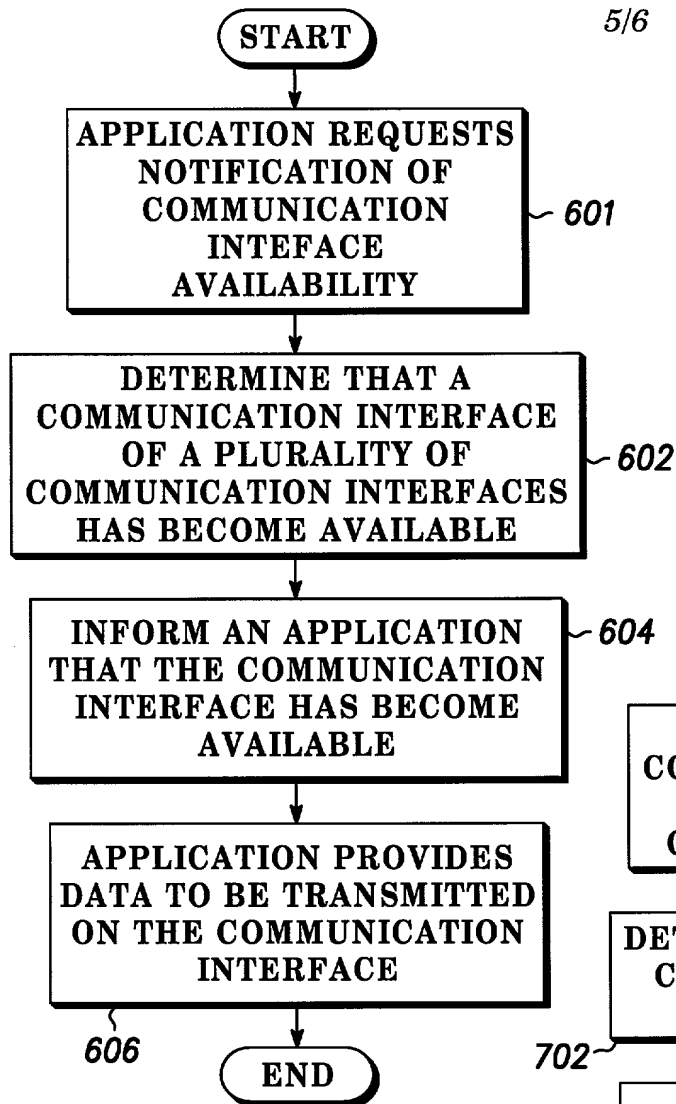 5/6
START
APPLICATION REQUESTS
NOTIFICATION OF
COMMUNICATION
INTEFACE
AVAILABILITY
601
DETERMINE THAT A
COMMUNICATION INTERFACE
OF A PLURALITY OF
COMMUNICATION INTERFACES
HAS BECOME AVAILABLE
602
INFORM AN APPLICATION
THAT THE COMMUNICATION
INTERFACE HAS BECOME
AVAILABLE
604
APPLICATION PROVIDES
DATA TO BE TRANSMITTED
ON THE COMMUNICATION
INTERFACE
606
END
702